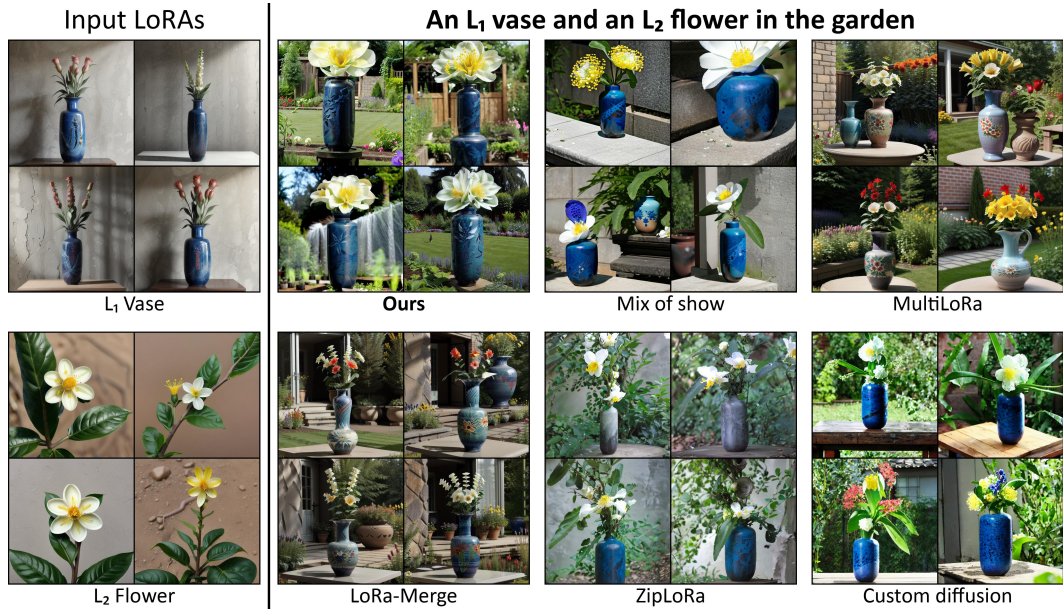 Input LoRAs
An L₁ vase and an L₂ flower in the garden
L₁ Vase
Ours
Mix of show
MultiLoRa
L₂ Flower
LoRa-Merge
ZipLoRa
Custom diffusion